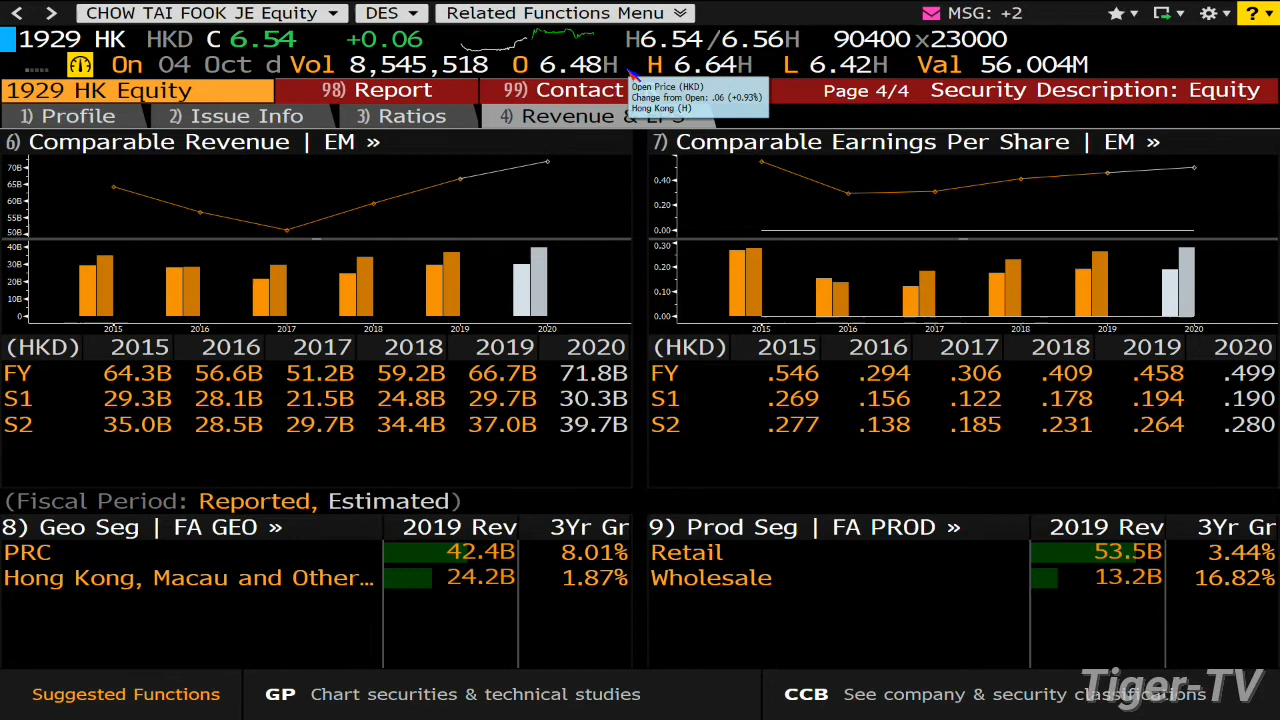 < > CHOW TAI FOOK JE Equity DES Related Functions Menu MSG: +2 ?
1929 HK HKD C 6.54 +0.06 H6.54/6.56H 90400x23000
On 04 Oct d Vol 8,545,518 O 6.48H H 6.64H L 6.42H Val 56.004M
1929 HK Equity 98) Report 99) Contact Page 4/4 Security Description: Equity
Open Price (HKD)
Change from Open: .06 (+0.93%)
Hong Kong (H)
1) Profile 2) Issue Info 3) Ratios 4) Revenue & EPS
6) Comparable Revenue | EM » 7) Comparable Earnings Per Share | EM »
70B
65B
60B
55B
50B
0.40
0.20
0.00
40B
30B
20B
10B
0
0.30
0.20
0.10
0.00
2015 2016 2017 2018 2019 2020 2015 2016 2017 2018 2019 2020
(HKD) 2015 2016 2017 2018 2019 2020 (HKD) 2015 2016 2017 2018 2019 2020
FY 64.3B 56.6B 51.2B 59.2B 66.7B 71.8B FY .546 .294 .306 .409 .458 .499
S1 29.3B 28.1B 21.5B 24.8B 29.7B 30.3B S1 .269 .156 .122 .178 .194 .190
S2 35.0B 28.5B 29.7B 34.4B 37.0B 39.7B S2 .277 .138 .185 .231 .264 .280
(Fiscal Period: Reported, Estimated)
8) Geo Seg | FA GEO » 2019 Rev 3Yr Gr 9) Prod Seg | FA PROD » 2019 Rev 3Yr Gr
PRC 42.4B 8.01% Retail 53.5B 3.44%
Hong Kong, Macau and Other... 24.2B 1.87% Wholesale 13.2B 16.82%
Suggested Functions GP Chart securities & technical studies CCB See company & security classifications
Tiger-TV